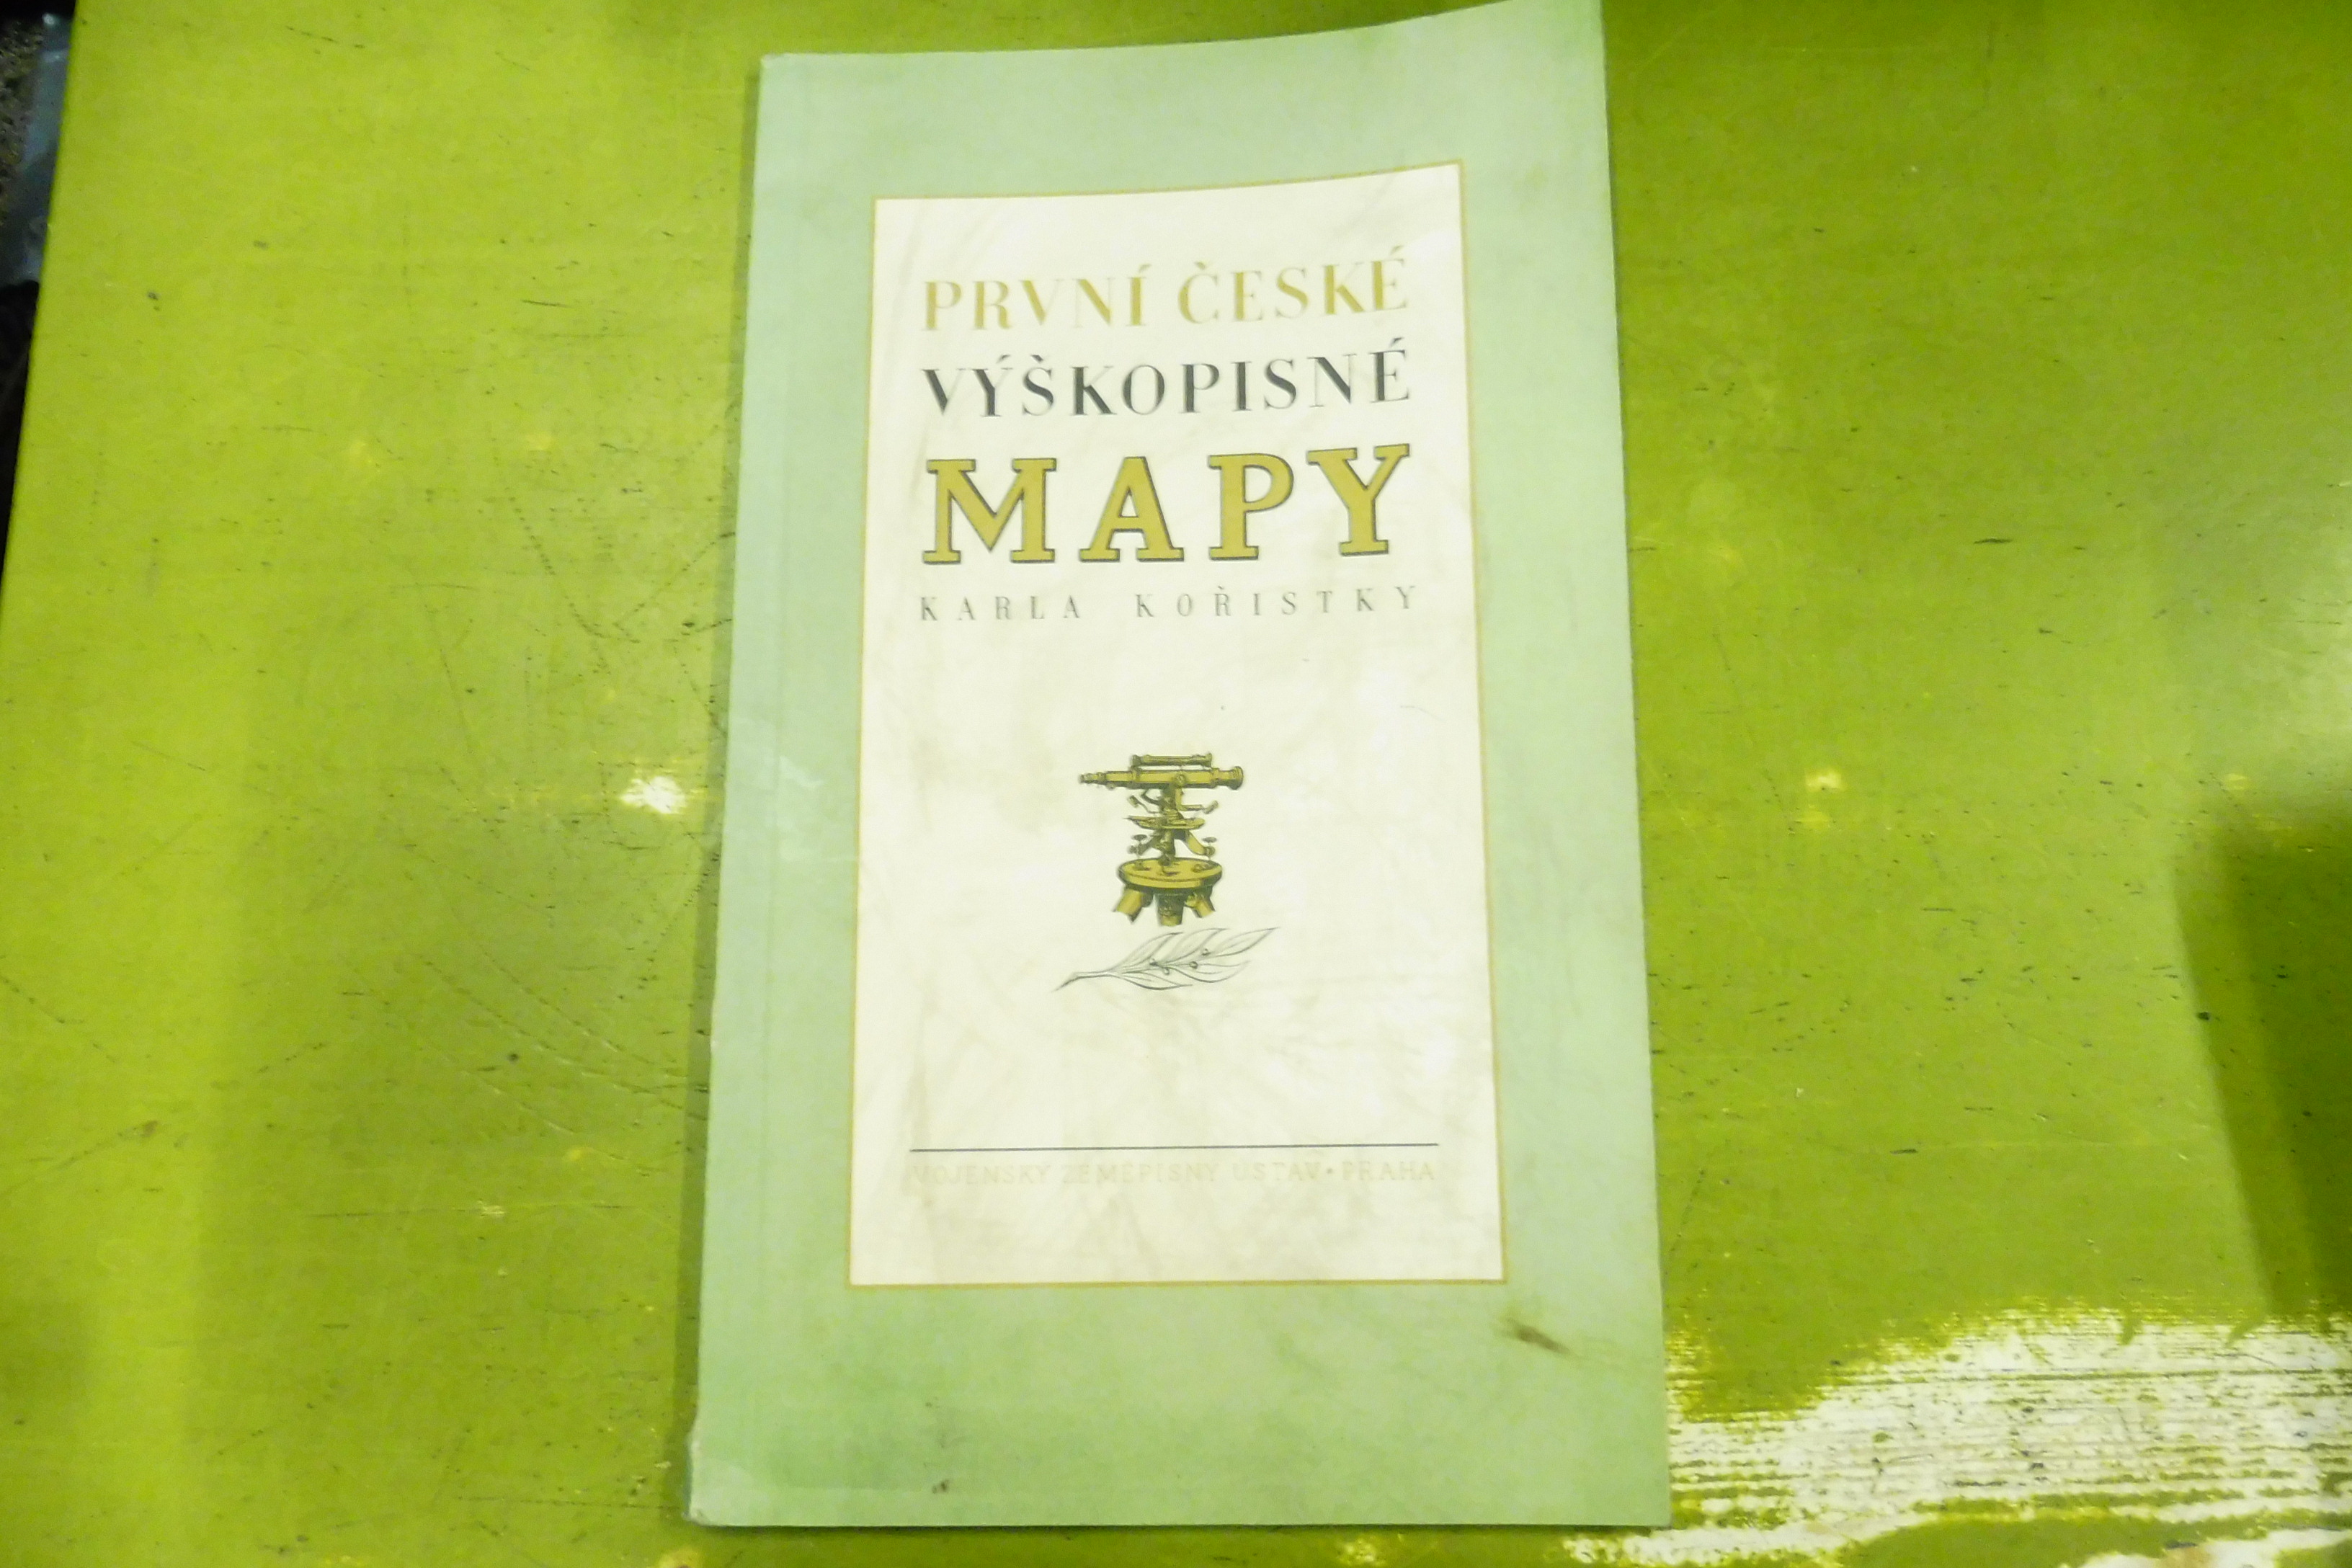 PRVNÍ ČESKÉ
VÝŠKOPISNÉ
MAPY
KARLA KOŘISTKY
VOJENSKÝ ZEMĚPISNÝ ÚSTAV • PRAHA